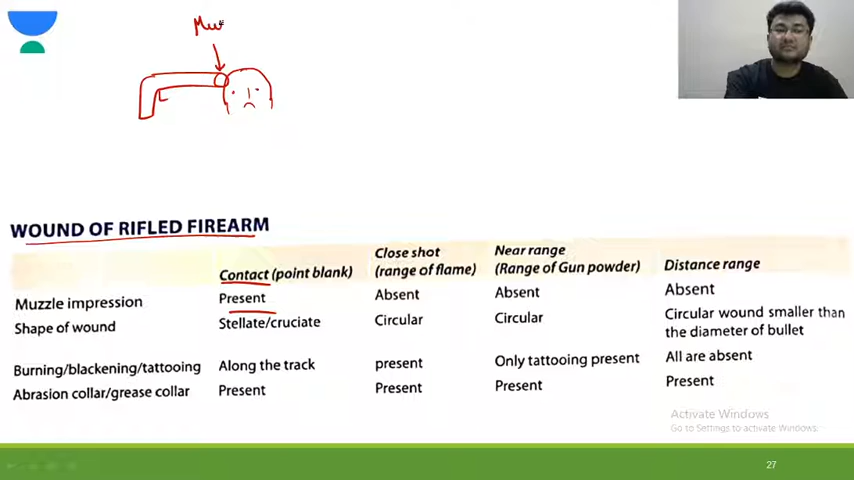 Mu
WOUND OF RIFLED FIREARM
Contact (point blank) Close shot (range of flame) Near range (Range of Gun powder) Distance range
Muzzle impression Present Absent Absent Absent
Shape of wound Stellate/cruciate Circular Circular Circular wound smaller than the diameter of bullet
Burning/blackening/tattooing Along the track present Only tattooing present All are absent
Abrasion collar/grease collar Present Present Present Present
Activate Windows
Go to Settings to activate Windows.
27